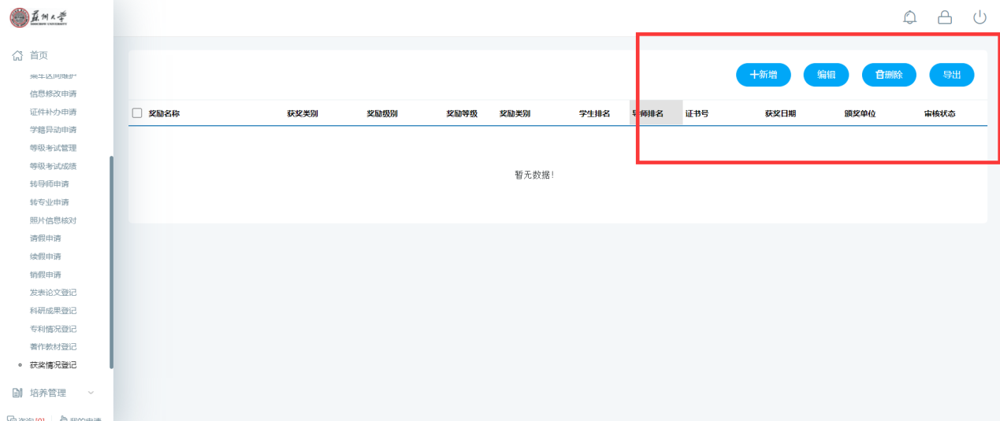 蘇州大学
SOOCHOW UNIVERSITY
首页
乘车区间维护
信息修改申请
证件补办申请
学籍异动申请
等级考试管理
等级考试成绩
转导师申请
转专业申请
照片信息核对
请假申请
续假申请
销假申请
发表论文登记
科研成果登记
专利情况登记
著作教材登记
获奖情况登记
培养管理
咨询[0] 我的申请
+新增 编辑 删除 导出
奖励名称 获奖类别 奖励级别 奖励等级 奖励类别 学生排名 导师排名 证书号 获奖日期 颁奖单位 审核状态
暂无数据!